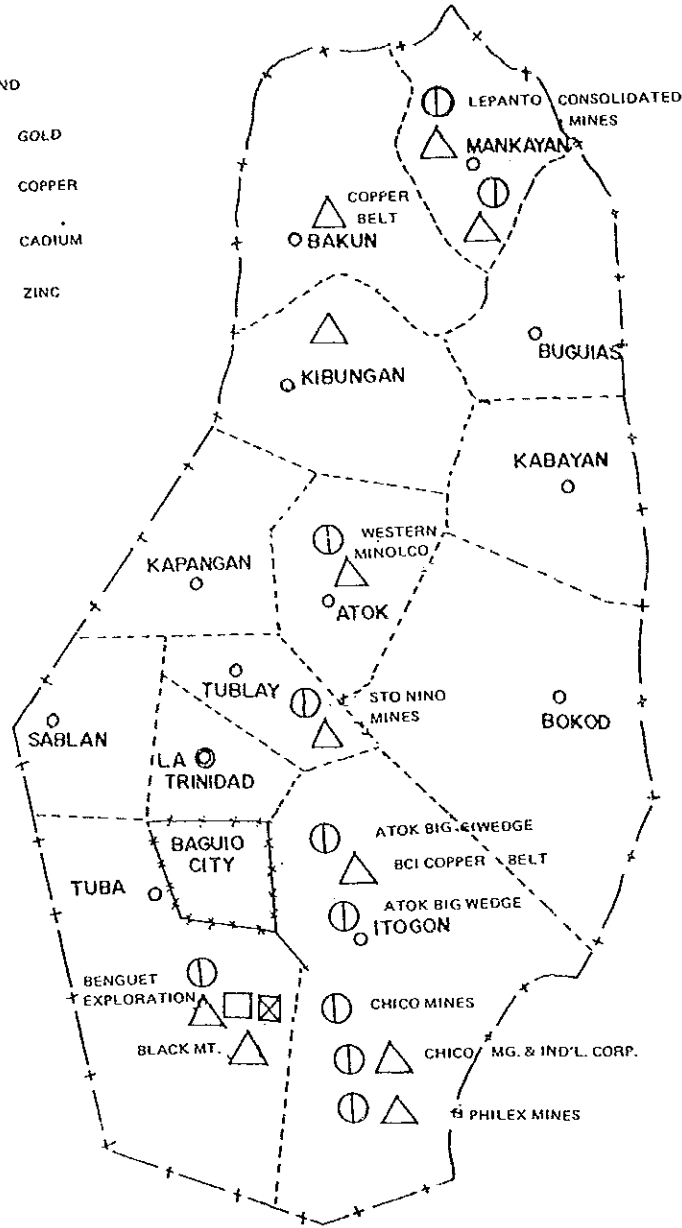 ND
GOLD
COPPER
CADIUM
ZINC
LEPANTO CONSOLIDATED
MINES
MANKAYAN
COPPER
BELT
BAKUN
BUGUIAS
KIBUNGAN
KABAYAN
WESTERN
MINOLCO
KAPANGAN
ATOK
TUBLAY
STO NINO
MINES
BOKOD
SABLAN
LA
TRINIDAD
ATOK BIG WEDGE
BAGUIO
CITY
BCI COPPER BELT
TUBA
ATOK BIG WEDGE
ITOGON
BENGUET
EXPLORATION
CHICO MINES
BLACK MT.
CHICO MG. & IND'L. CORP.
PHILEX MINES